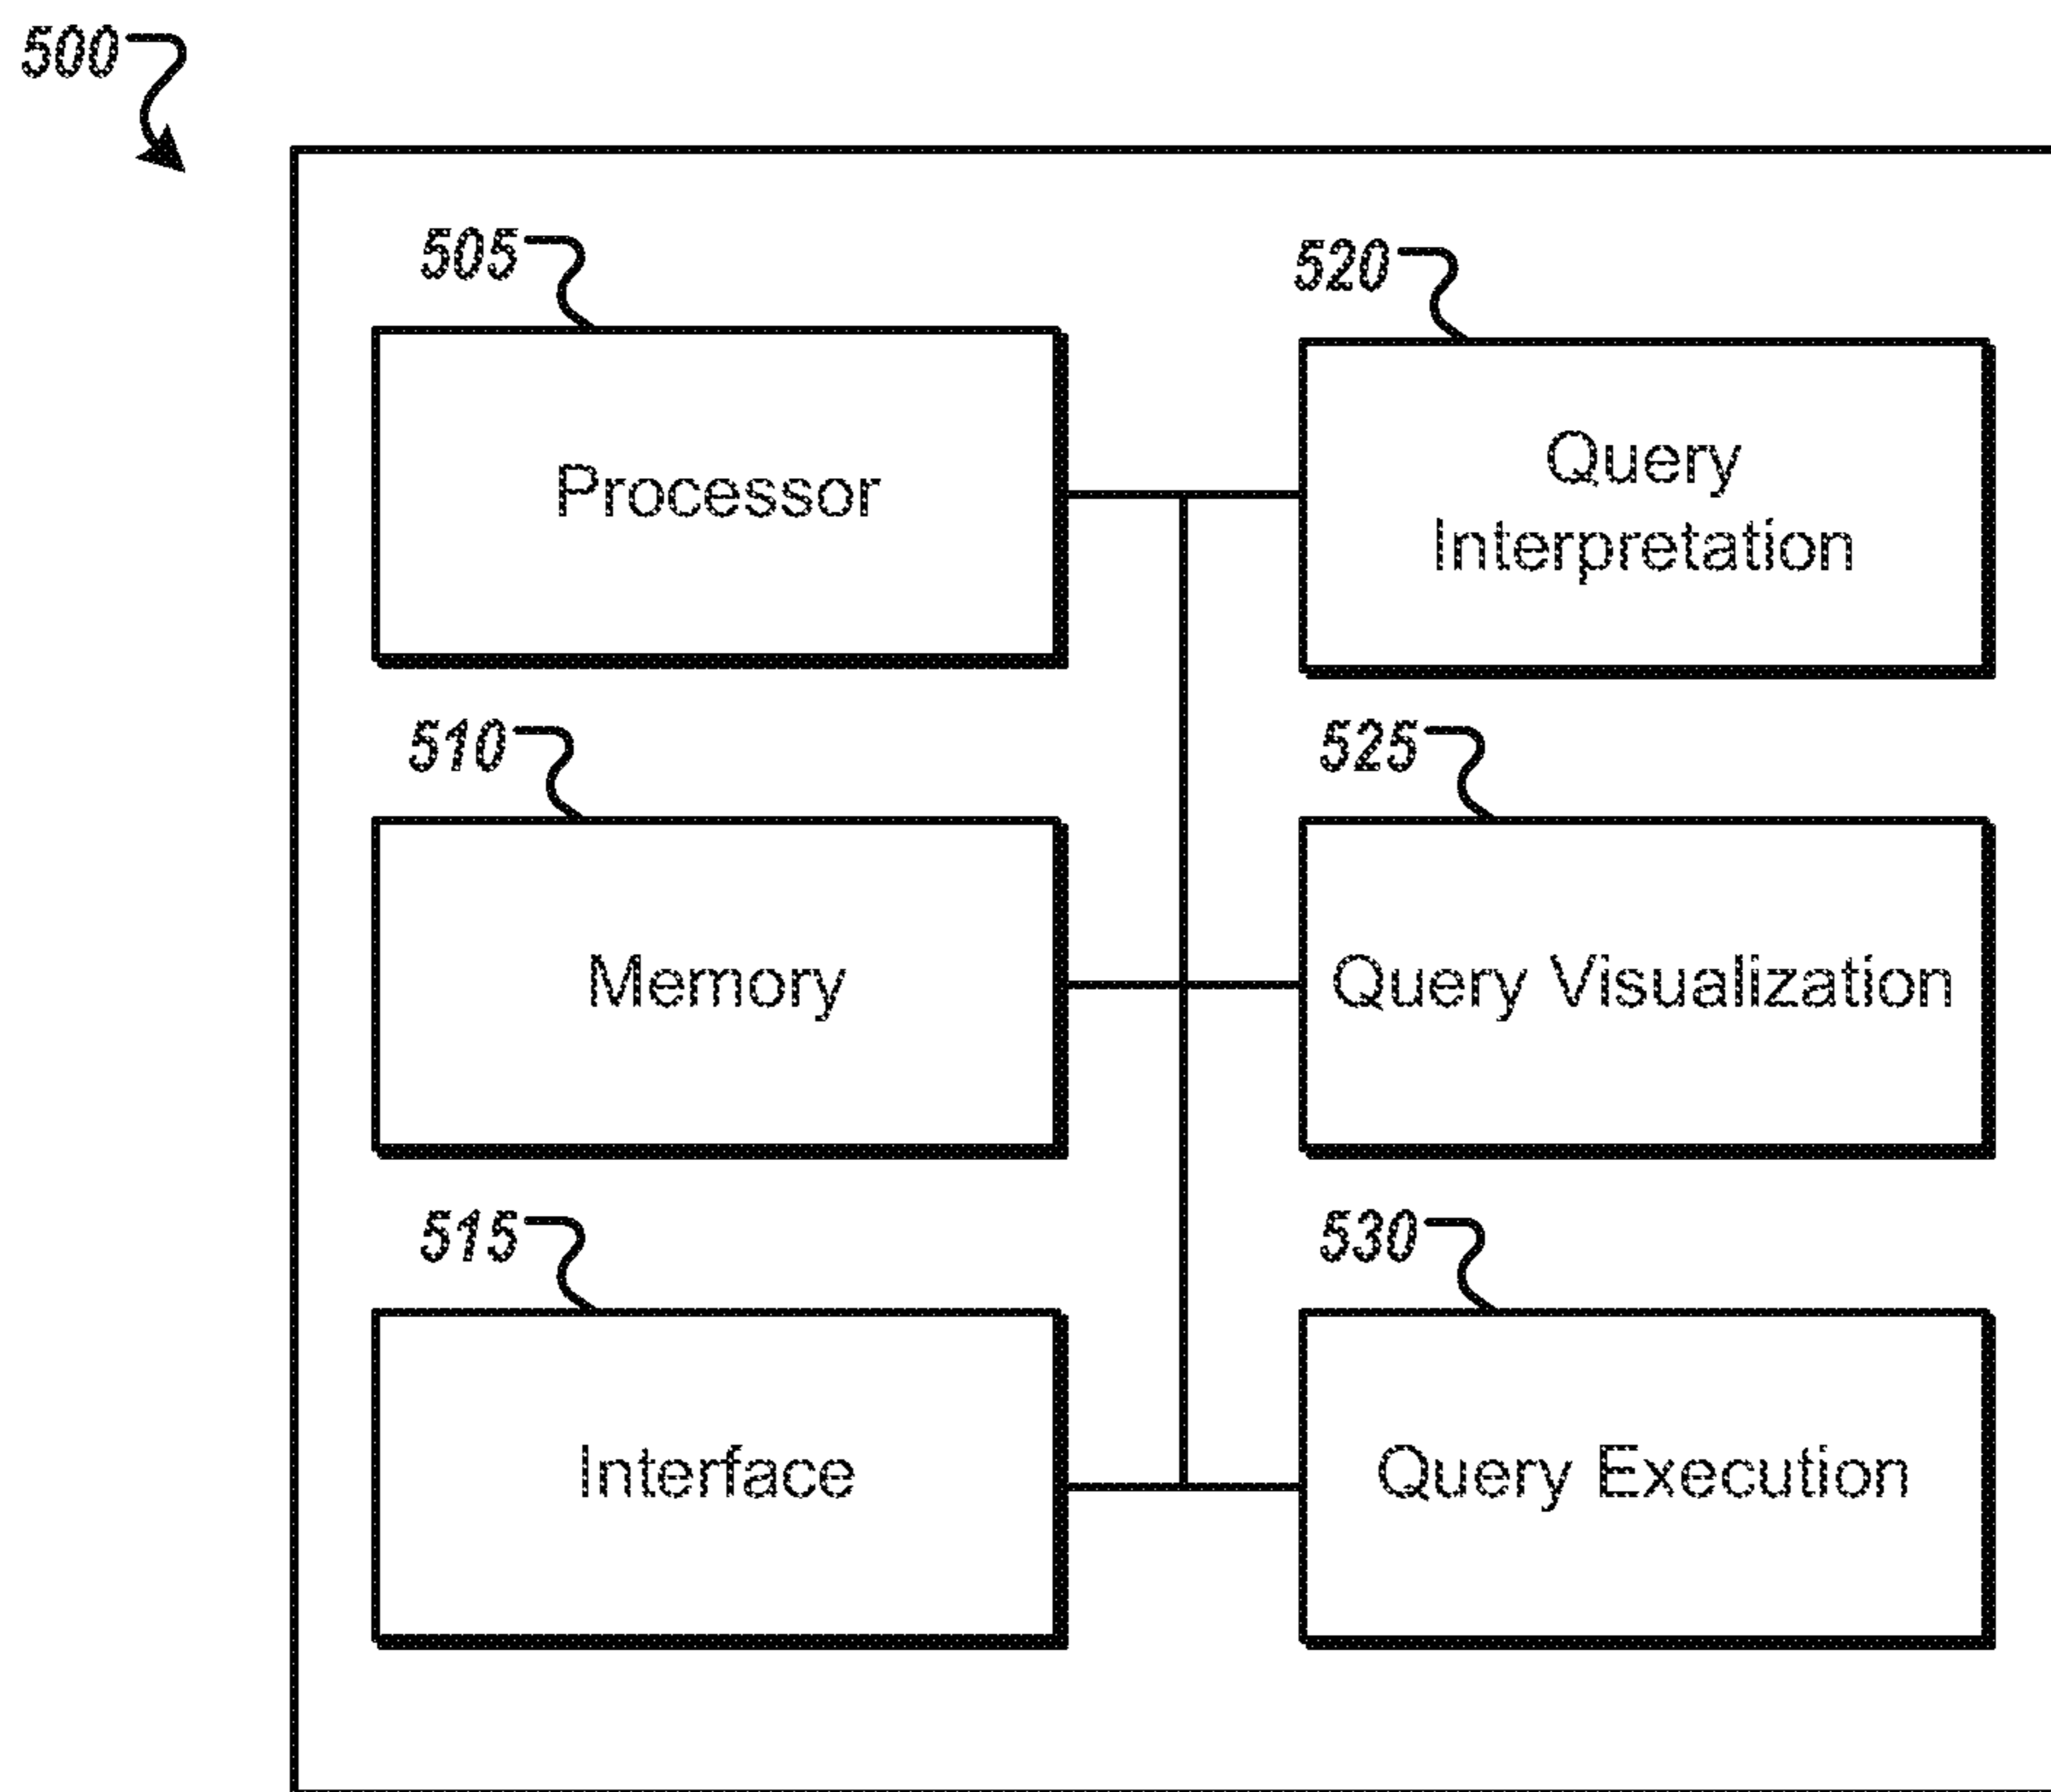 500
505
520
Processor
Query
Interpretation
510
525
Memory
Query Visualization
515
530
Interface
Query Execution